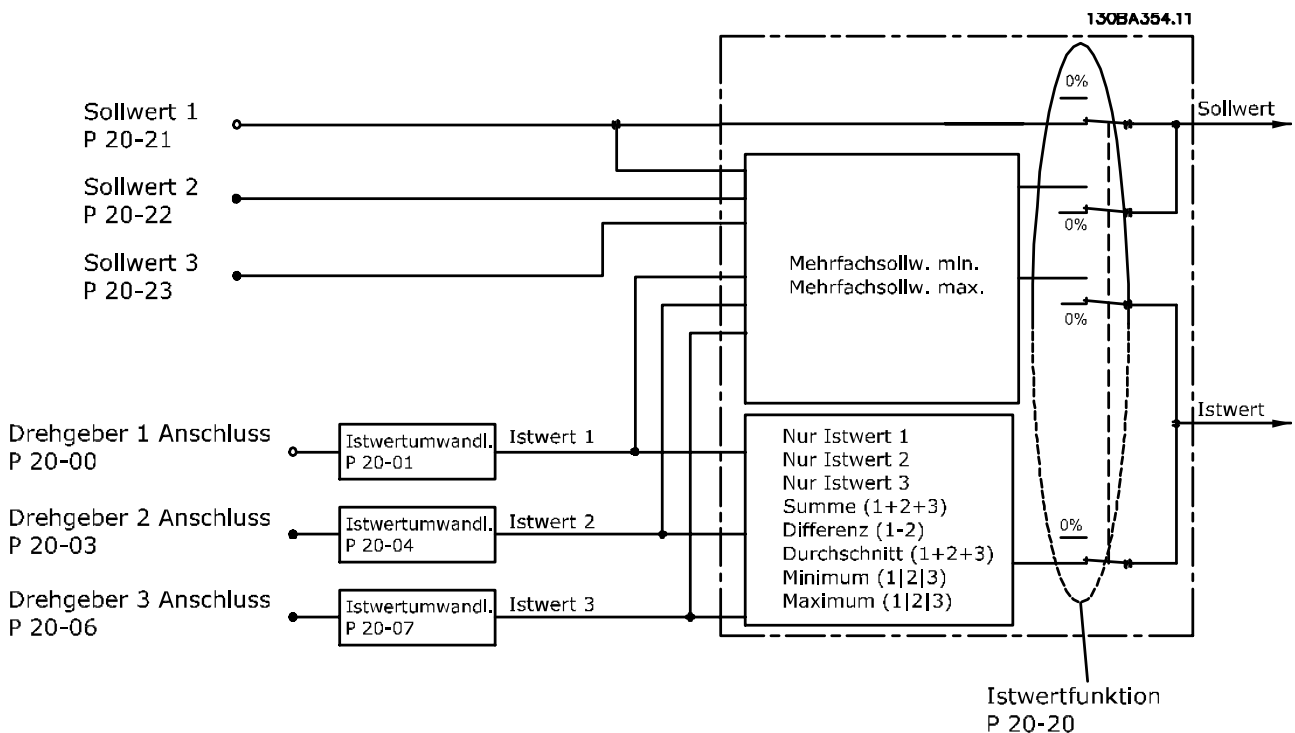 130BA354.11
0%
Sollwert 1
P 20-21
Sollwert
Sollwert 2
P 20-22
0%
Sollwert 3
P 20-23
Mehrfachsollw. min.
Mehrfachsollw. max.
0%
Istwert
Drehgeber 1 Anschluss
P 20-00
Istwertumwandl.
P 20-01
Istwert 1
Drehgeber 2 Anschluss
P 20-03
Istwertumwandl.
P 20-04
Istwert 2
Drehgeber 3 Anschluss
P 20-06
Istwertumwandl.
P 20-07
Istwert 3
Nur Istwert 1
Nur Istwert 2
Nur Istwert 3
Summe (1+2+3)
Differenz (1-2)
Durchschnitt (1+2+3)
Minimum (1|2|3)
Maximum (1|2|3)
0%
Istwertfunktion
P 20-20